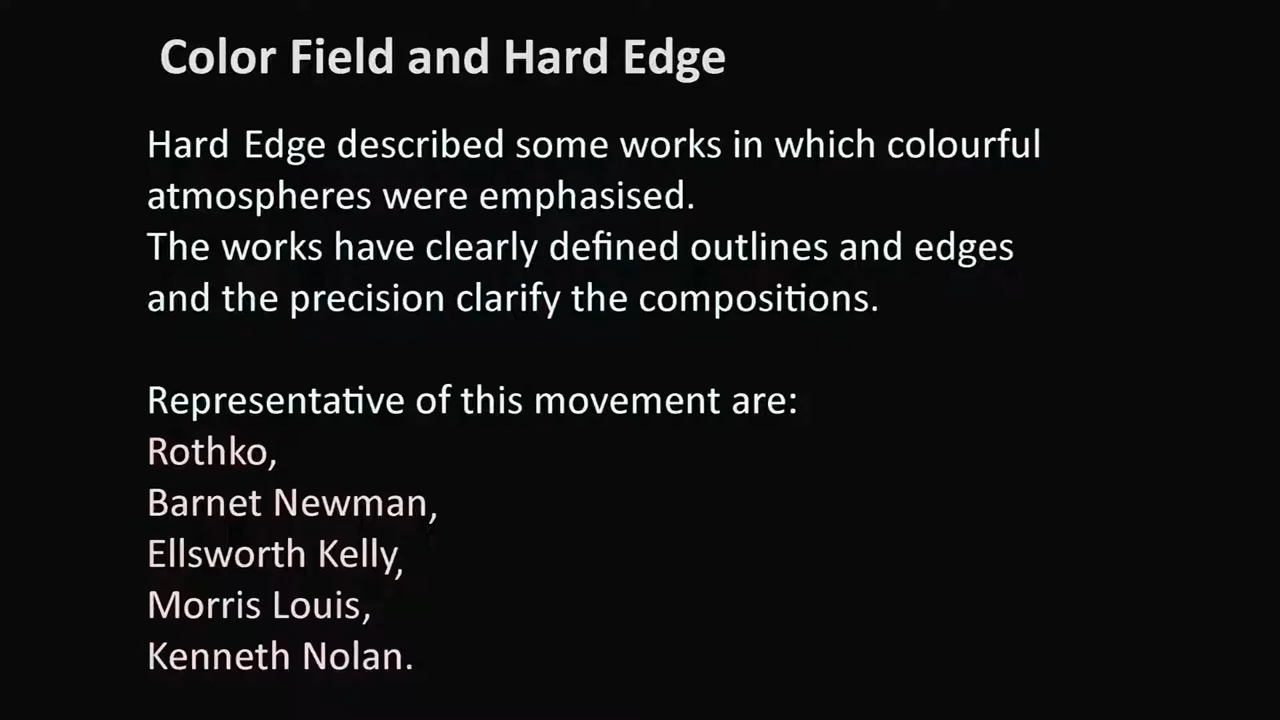 Color Field and Hard Edge
Hard Edge described some works in which colourful
atmospheres were emphasised.
The works have clearly defined outlines and edges
and the precision clarify the compositions.
Representative of this movement are:
Rothko,
Barnet Newman,
Ellsworth Kelly,
Morris Louis,
Kenneth Nolan.